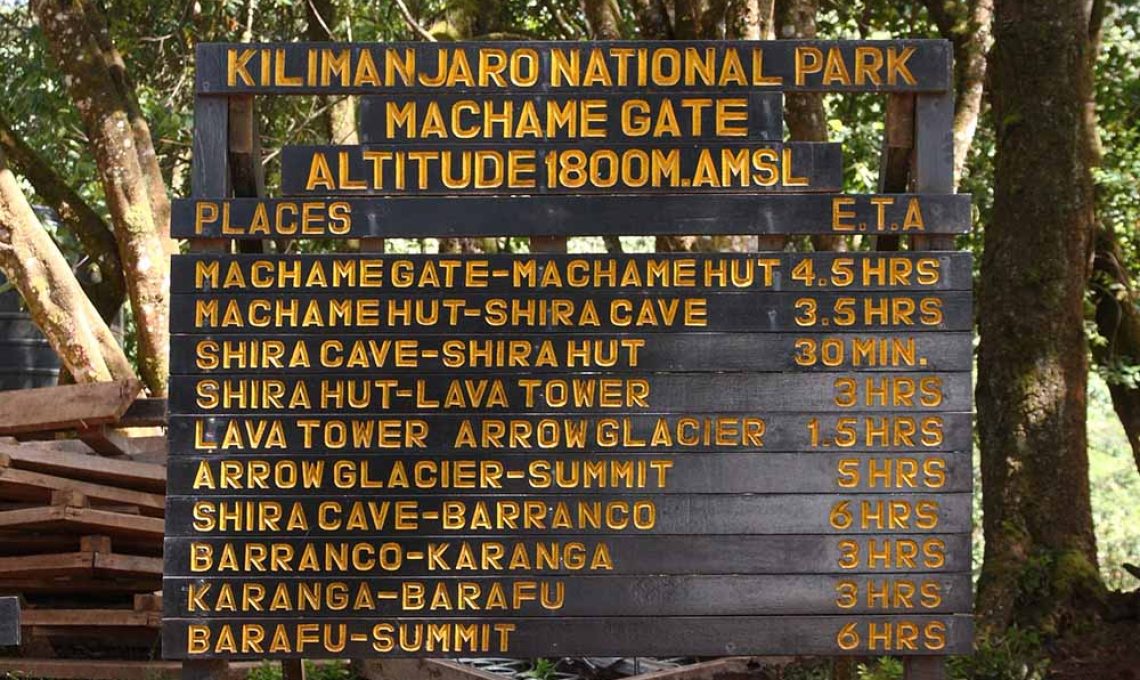 KILIMANJARO NATIONAL PARK
MACHAME GATE
ALTITUDE 1800M.AMSL
PLACES E.T.A
MACHAME GATE-MACHAME HUT 4.5 HRS
MACHAME HUT-SHIRA CAVE 3.5 HRS
SHIRA CAVE-SHIRA HUT 30 MIN.
SHIRA HUT-LAVA TOWER 3 HRS
LAVA TOWER ARROW GLACIER 1.5 HRS
ARROW GLACIER-SUMMIT 5 HRS
SHIRA CAVE-BARRANCO 6 HRS
BARRANCO-KARANGA 3 HRS
KARANGA-BARAFU 3 HRS
BARAFU-SUMMIT 6 HRS